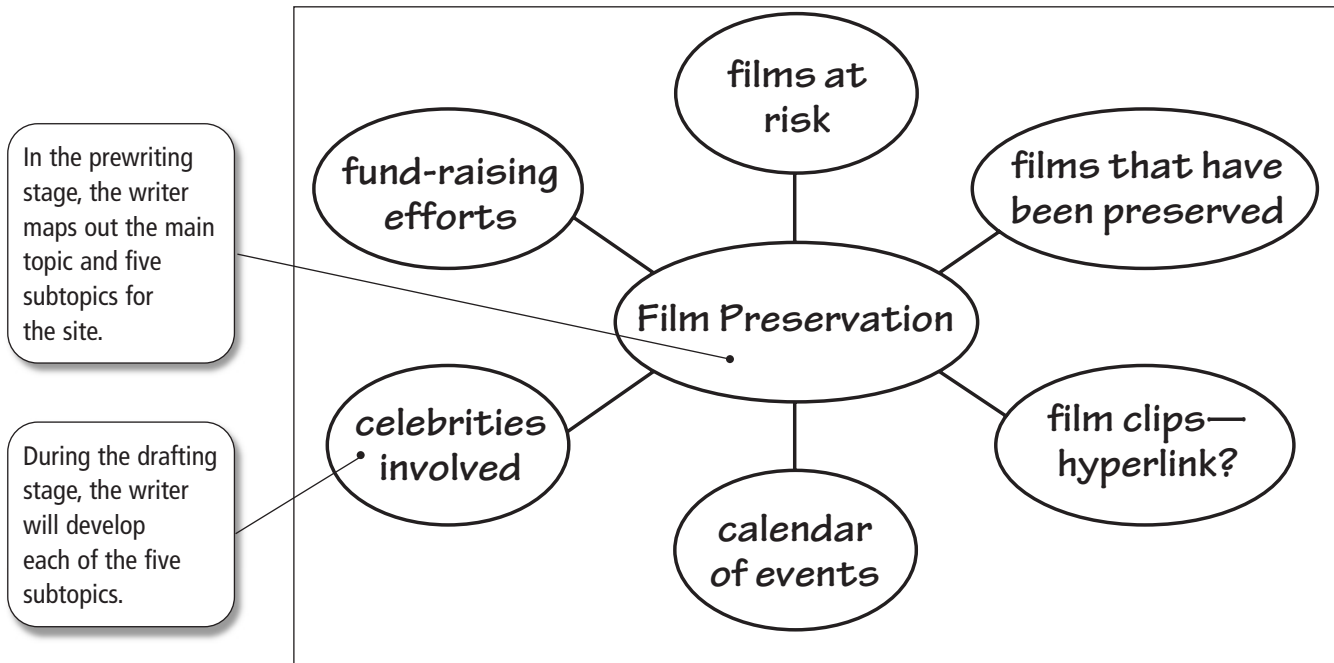 In the prewriting
stage, the writer
maps out the main
topic and five
subtopics for
the site.
During the drafting
stage, the writer
will develop
each of the five
subtopics.
films at
risk
fund-raising
efforts
films that have
been preserved
Film Preservation
celebrities
involved
film clips—
hyperlink?
calendar
of events